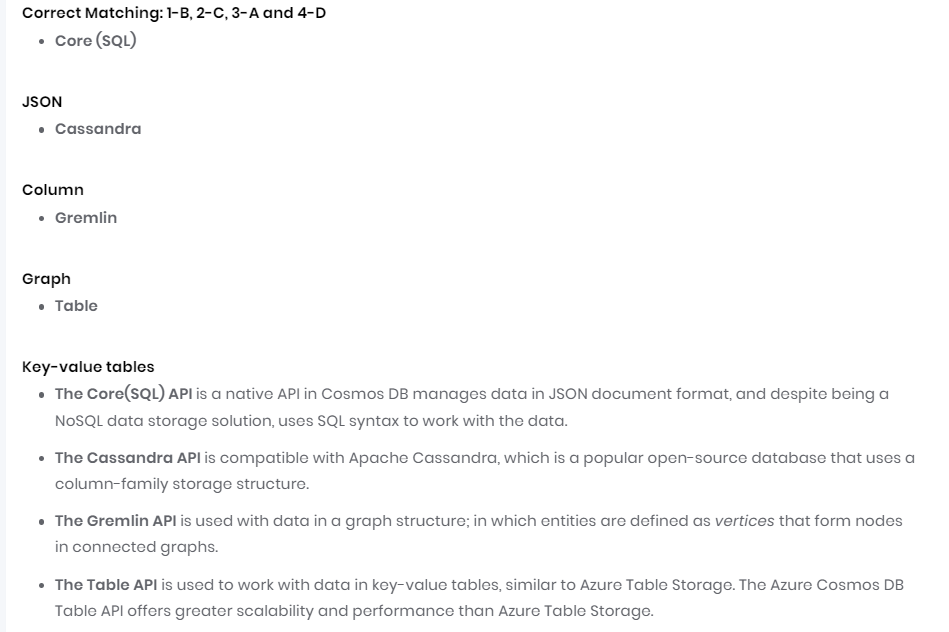 Correct Matching: 1-B, 2-C, 3-A and 4-D
• Core (SQL)
JSON
• Cassandra
Column
• Gremlin
Graph
• Table
Key-value tables
• The Core(SQL) API is a native API in Cosmos DB manages data in JSON document format, and despite being a
NoSQL data storage solution, uses SQL syntax to work with the data.
• The Cassandra API is compatible with Apache Cassandra, which is a popular open-source database that uses a
column-family storage structure.
• The Gremlin API is used with data in a graph structure; in which entities are defined as vertices that form nodes
in connected graphs.
• The Table API is used to work with data in key-value tables, similar to Azure Table Storage. The Azure Cosmos DB
Table API offers greater scalability and performance than Azure Table Storage.